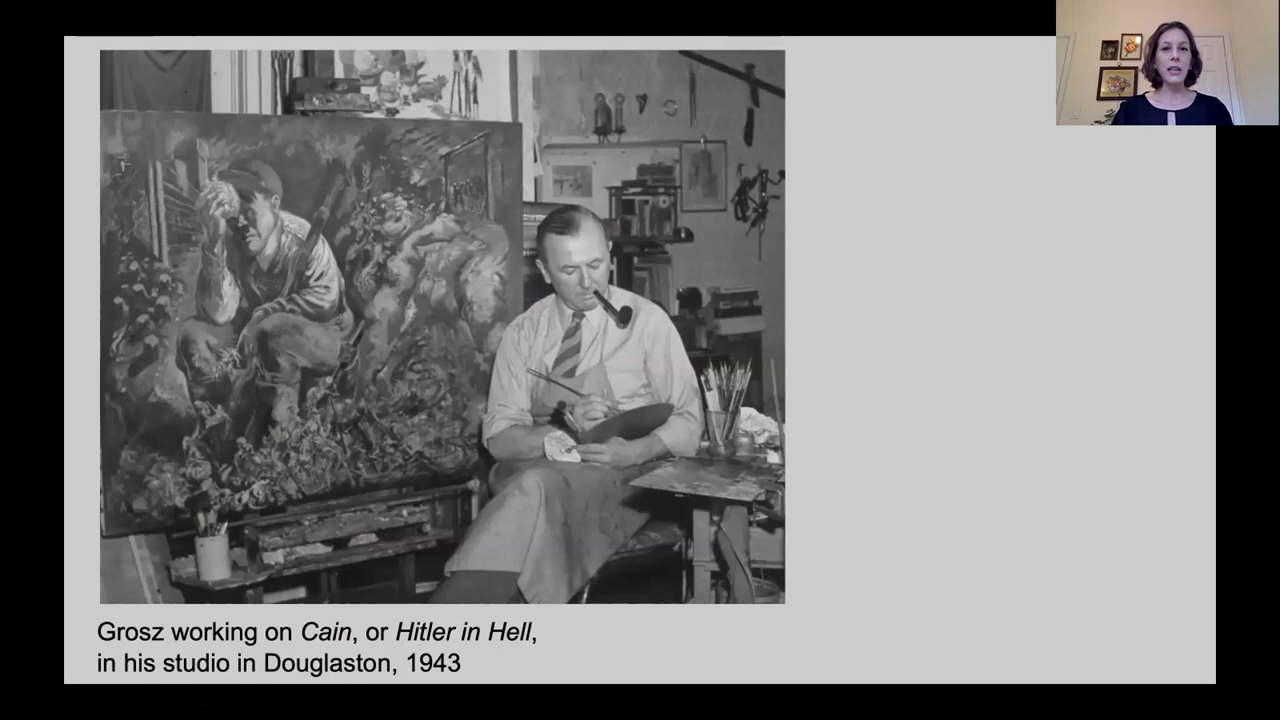 Grosz working on Cain, or Hitler in Hell,
in his studio in Douglaston, 1943